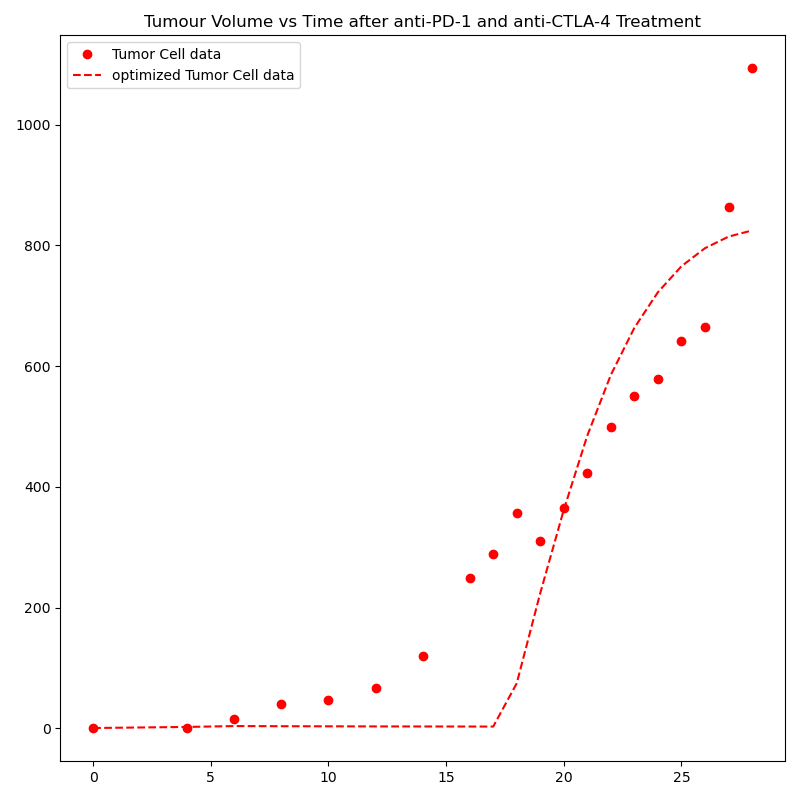 Tumour Volume vs Time after anti-PD-1 and anti-CTLA-4 Treatment
Tumor Cell data
optimized Tumor Cell data
1000
800
600
400
200
0
0 5 10 15 20 25